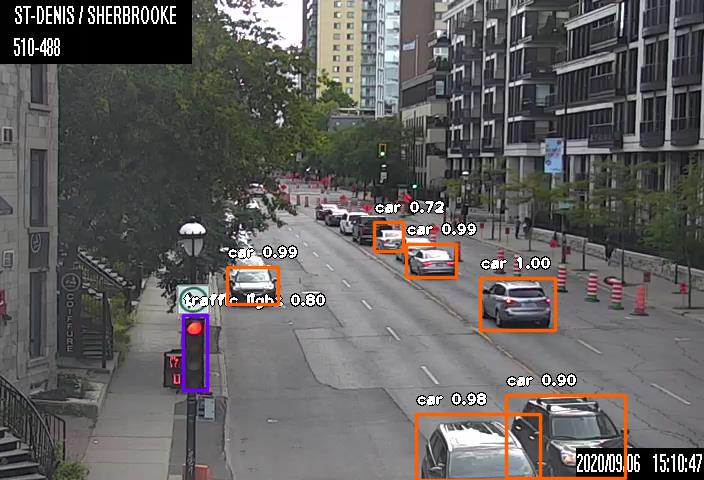 ST-DENIS / SHERBROOKE
510-488
car 0.72
car 0.99
car 0.99
car 1.00
traffic light 0.80
COIFFURE
car 0.90
car 0.98
2020/09/06 15:10:47